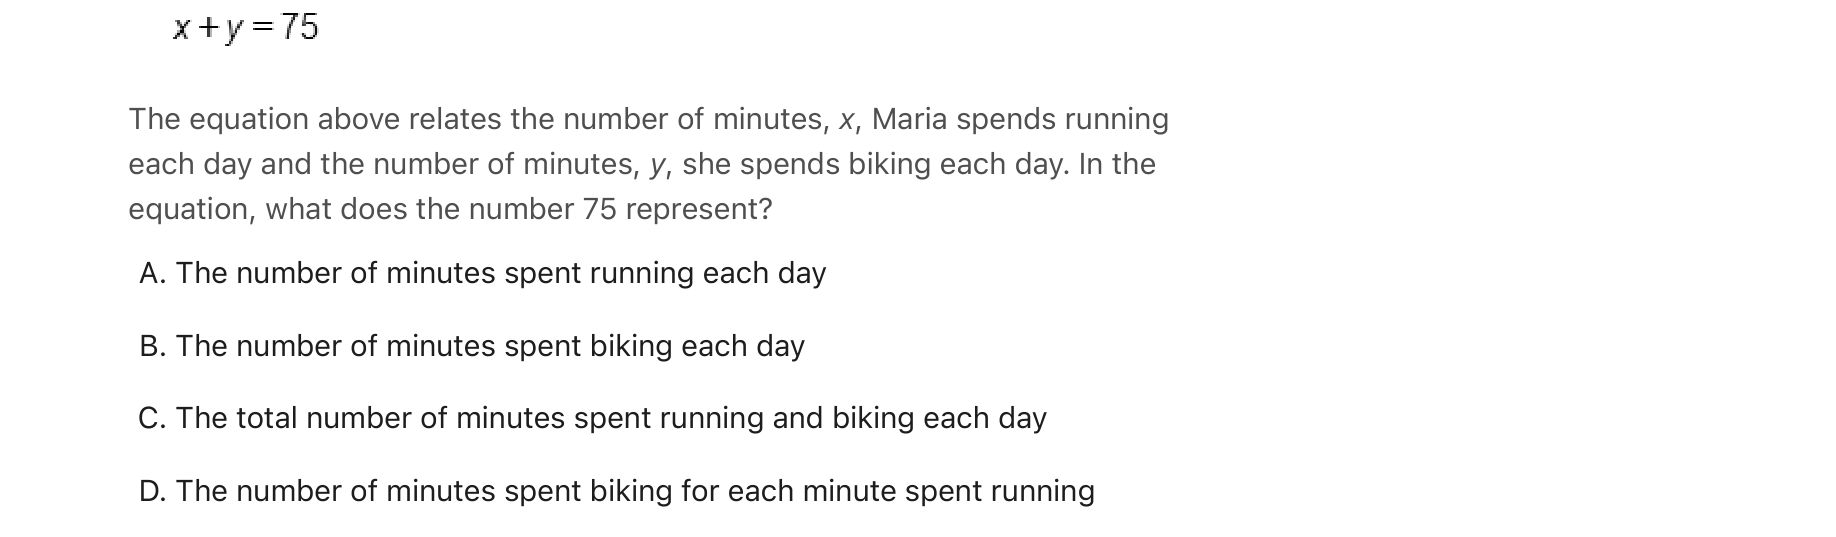 x + y = 75
The equation above relates the number of minutes, x, Maria spends running
each day and the number of minutes, y, she spends biking each day. In the
equation, what does the number 75 represent?
A. The number of minutes spent running each day
B. The number of minutes spent biking each day
C. The total number of minutes spent running and biking each day
D. The number of minutes spent biking for each minute spent running